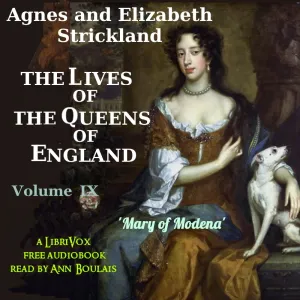 Agnes and Elizabeth
Strickland
THE LIVES
OF
THE QUEENS
OF
ENGLAND
Volume IX
'Mary of Modena'
a LibriVox
free audiobook
read by Ann Boulais